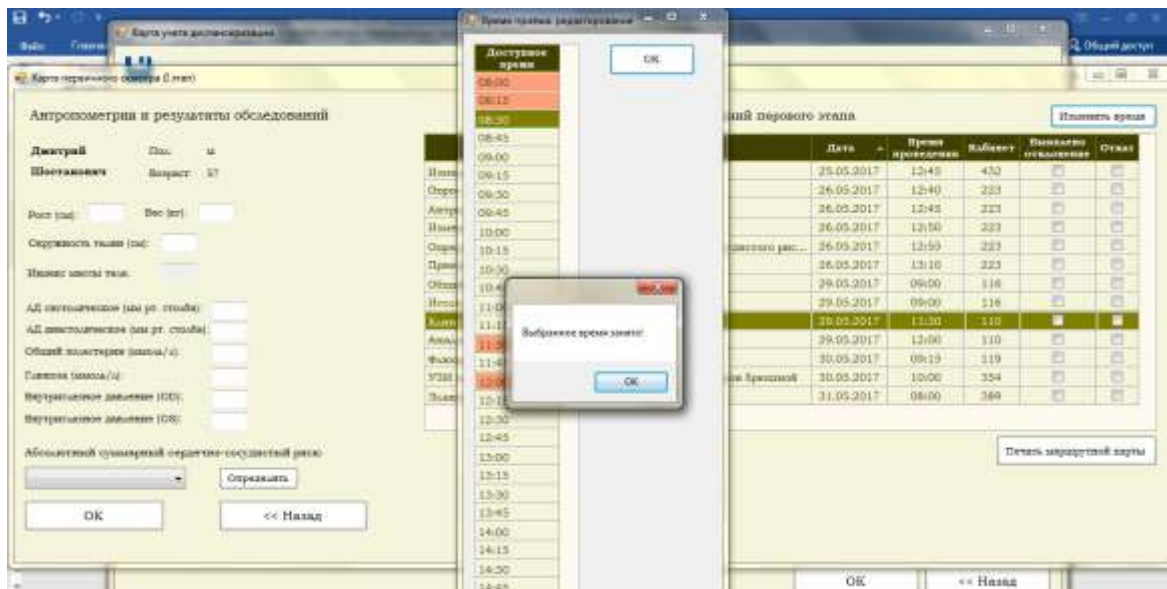 Файл
Карта учета диспансеризации
Время приема: редактирование
Общий доступ
Карта первичного осмотра (I этап)
Антропометрия и результаты обследований
Дмитрий
Шостакович
Пол: м
Возраст: 57
Рост (см):
Вес (кг):
Окружность талии (см):
Индекс массы тела:
АД систолическое (мм рт. столба):
АД диастолическое (мм рт. столба):
Общий холестерин (ммоль/л):
Глюкоза (ммоль/л):
Внутриглазное давление (OD):
Внутриглазное давление (OS):
Абсолютный суммарный сердечно-сосудистый риск:
Определить
OK
<< Назад
Доступное время
08:00
08:15
08:30
08:45
09:00
09:15
09:30
09:45
10:00
10:15
10:30
12:30
12:45
13:00
13:15
13:30
13:45
14:00
14:15
14:30
14:45
OK
Выбранное время занято!
OK
ний перового этапа
Изменить время
Дата
Время проведения
Кабинет
Выявлено отклонение
Отказ
25.05.2017 12:45
26.05.2017 12:40 223
26.05.2017 12:45 223
26.05.2017 12:50 223
26.05.2017 12:55 223
26.05.2017 13:10 223
29.05.2017 09:00 116
29.05.2017 09:00 116
29.05.2017 11:30 110
29.05.2017 12:00 110
30.05.2017 09:15 119
30.05.2017 10:00 354
31.05.2017 08:00 389
Печать маршрутной карты
OK
<< Назад